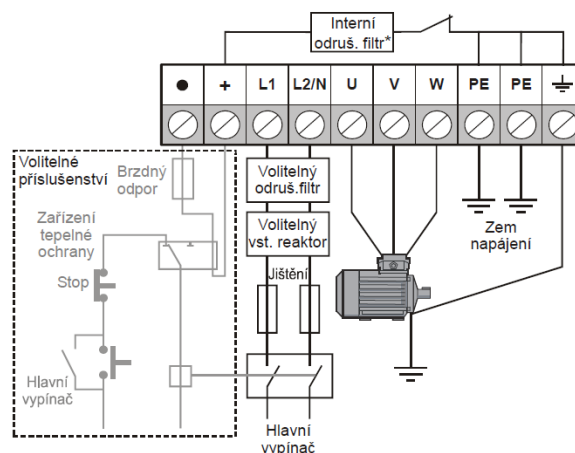 Interní
odruš. filtr*
+ L1 L2/N U V W PE PE
Volitelné
příslušenství
Brzdný
odpor
Volitelný
odruš.filtr
Zařízení
tepelné
ochrany
Volitelný
vst. reaktor
Zem
napájení
Stop
Jištění
Hlavní
vypínač
Hlavní
vypínač